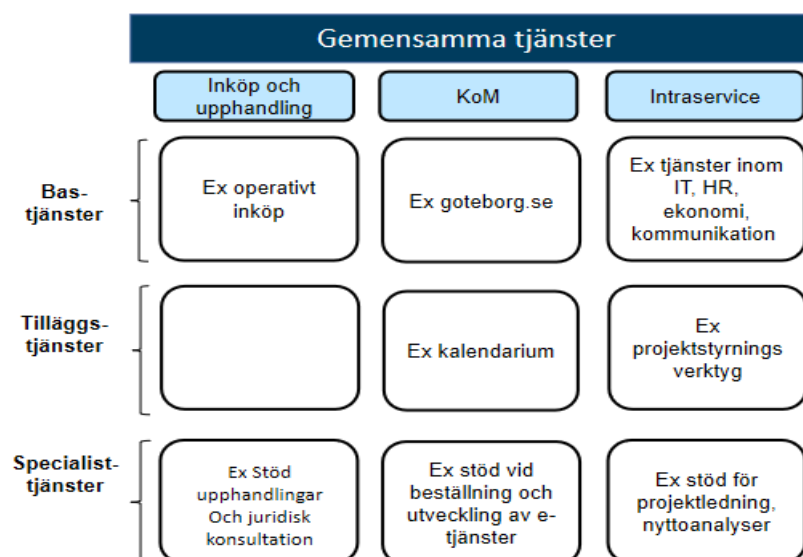 Gemensamma tjänster
Inköp och
upphandling
KoM
Intraservice
Bas-
tjänster
Ex operativt
inköp
Ex goteborg.se
Ex tjänster inom
IT, HR,
ekonomi,
kommunikation
Tilläggs-
tjänster
Ex kalendarium
Ex
projektstyrnings
verktyg
Specialist-
tjänster
Ex Stöd
upphandlingar
Och juridisk
konsultation
Ex stöd vid
beställning och
utveckling av e-
tjänster
Ex stöd för
projektledning,
nyttoanalyser